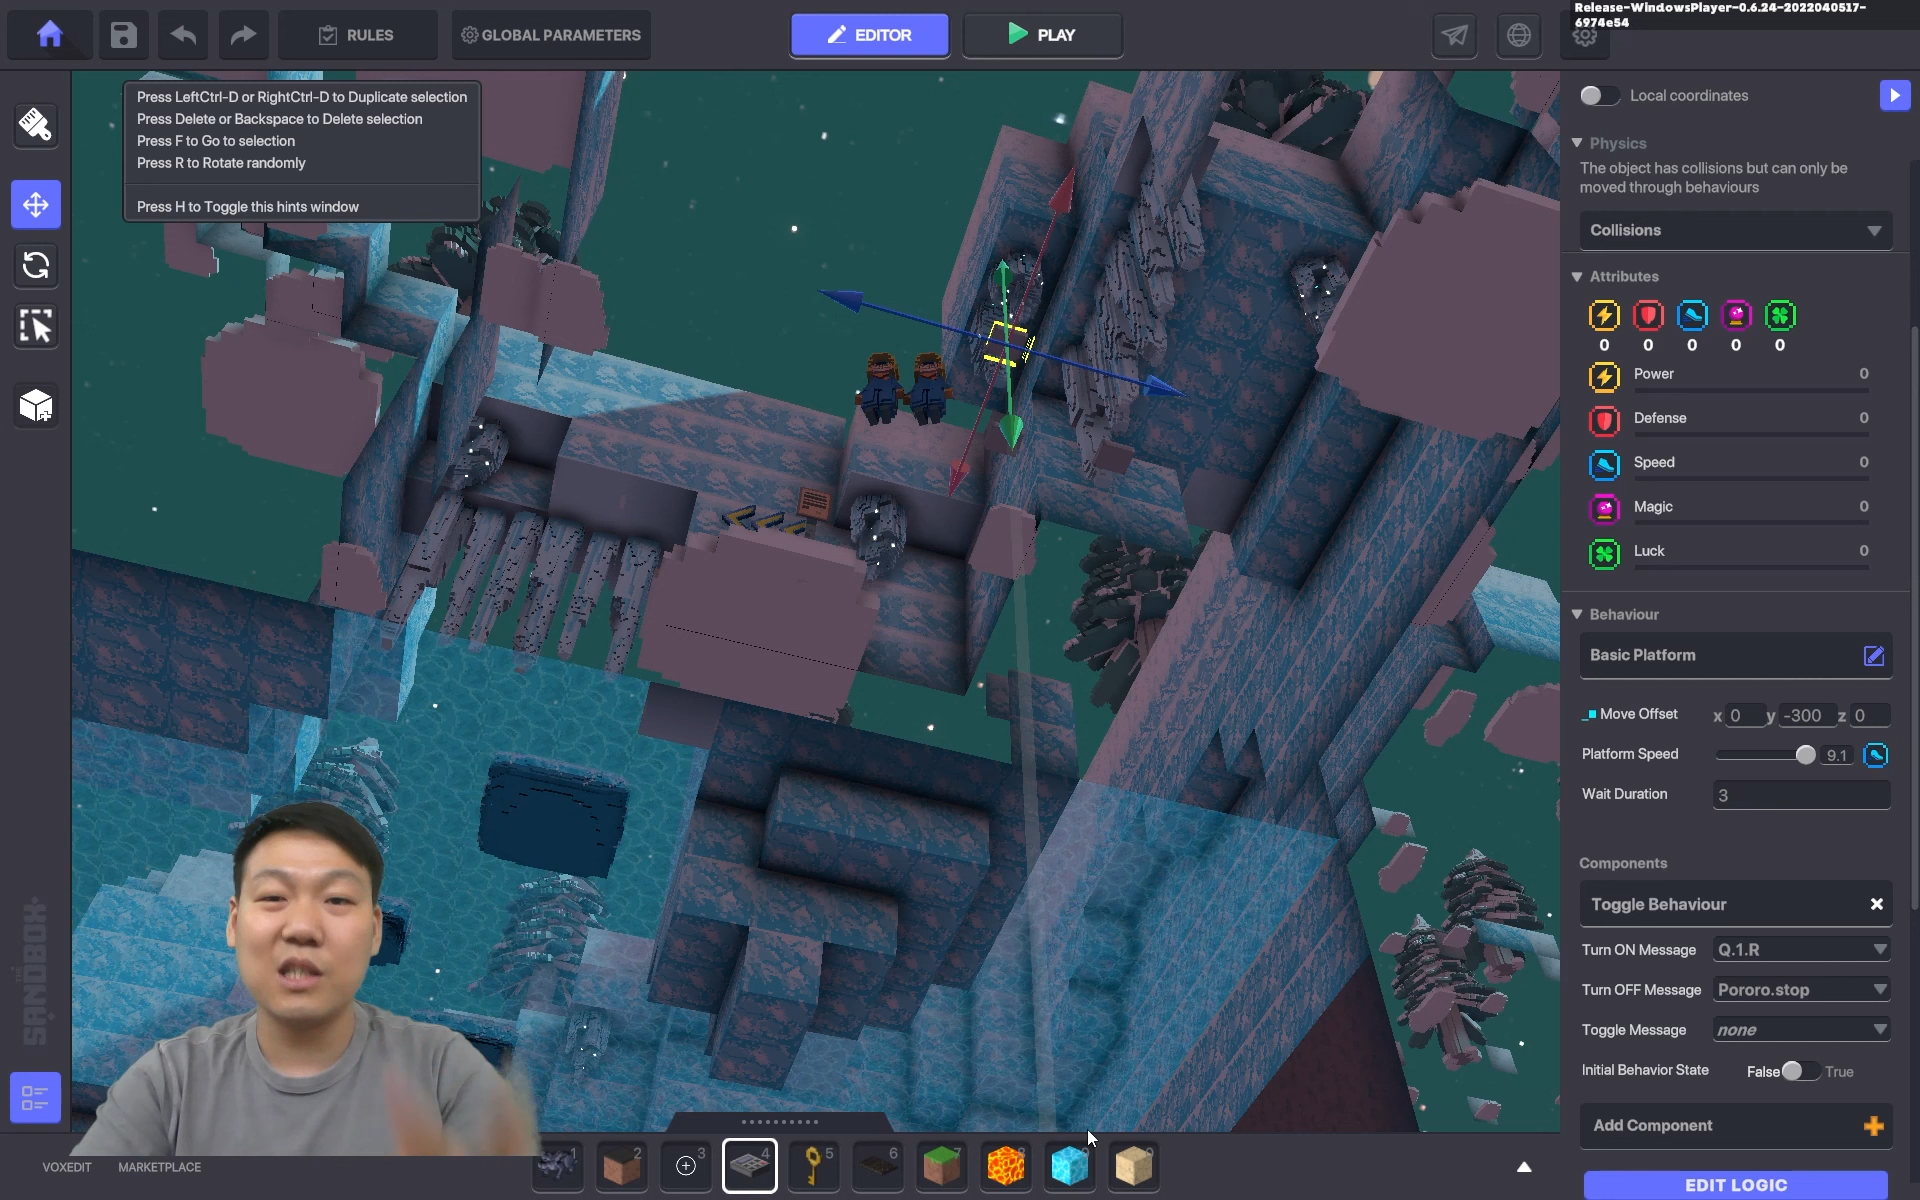 RULES
GLOBAL PARAMETERS
EDITOR
PLAY
Release-WindowsPlayer-0.6.24-2022040517-
6974e54
Press LeftCtrl-D or RightCtrl-D to Duplicate selection
Press Delete or Backspace to Delete selection
Press F to Go to selection
Press R to Rotate randomly
Press H to Toggle this hints window
Local coordinates
Physics
The object has collisions but can only be
moved through behaviours
Collisions
Attributes
0 0 0 0 0
Power 0
Defense 0
Speed 0
Magic 0
Luck 0
Behaviour
Basic Platform
Move Offset x 0 y -300 z 0
Platform Speed 9.1
Wait Duration 3
Components
Toggle Behaviour
Turn ON Message Q.1.R
Turn OFF Message Pororo.stop
Toggle Message none
Initial Behavior State False True
Add Component
EDIT LOGIC
THE SANDBOX
VOXEDIT MARKETPLACE
1 2 3 4 5 6 7 8 9 0